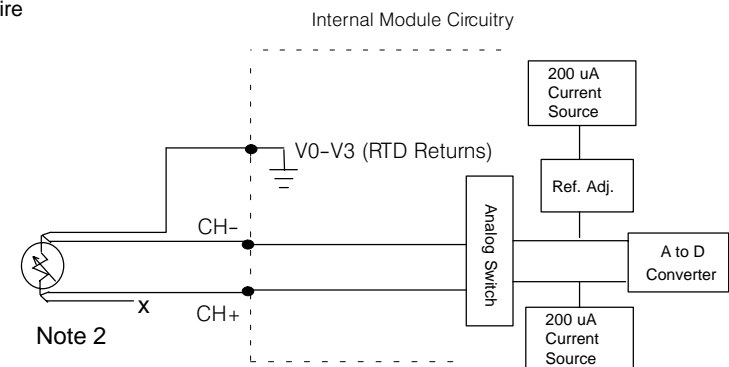 ire
Internal Module Circuitry
200 uA
Current
Source
V0-V3 (RTD Returns)
Ref. Adj.
CH-
Analog Switch
A to D
Converter
x
CH+
Note 2
200 uA
Current
Source